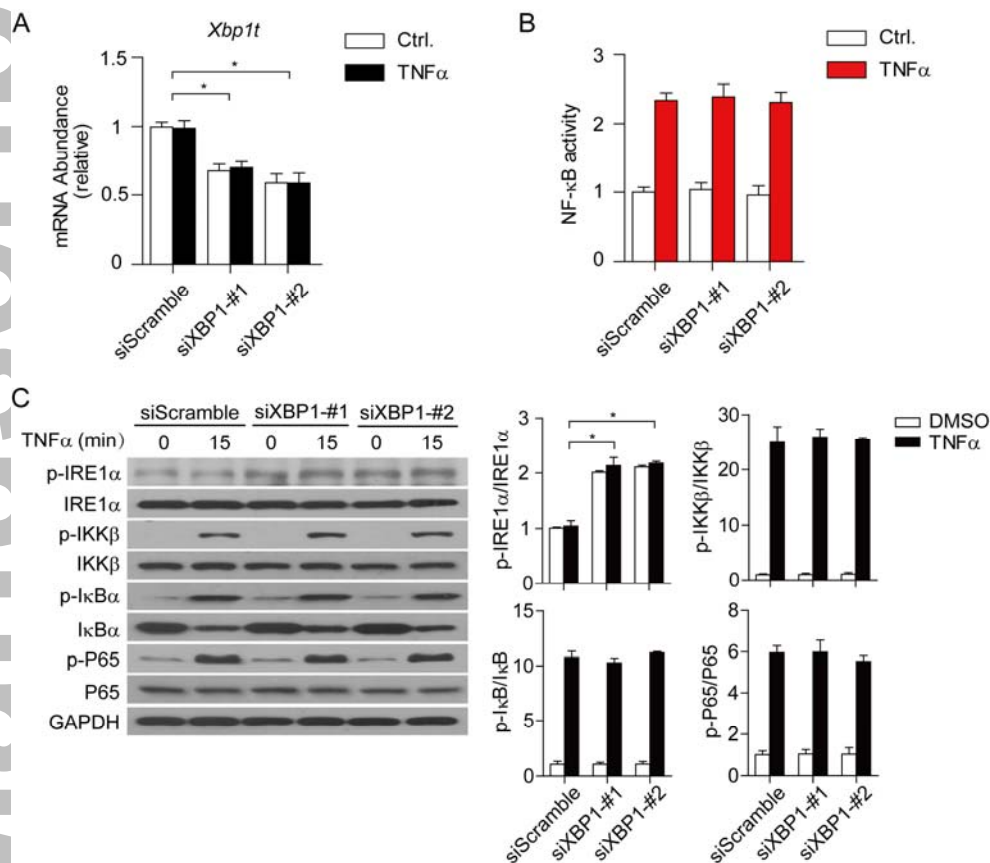 A
Xbp1t
Ctrl.
TNFα
mRNA Abundance
(relative)
1.5
1
0.5
0
*
*
siScramble
siXBP1-#1
siXBP1-#2
B
Ctrl.
TNFα
NF-κB activity
3
2
1
0
siScramble
siXBP1-#1
siXBP1-#2
C
siScramble siXBP1-#1 siXBP1-#2
TNFα (min) 0 15 0 15 0 15
p-IRE1α
IRE1α
p-IKKβ
IKKβ
p-IκBα
IκBα
p-P65
P65
GAPDH
p-IRE1α/IRE1α
3
2
1
0
*
*
p-IKKβ/IKKβ
30
20
10
0
DMSO
TNFα
p-IκB/IκB
15
10
5
0
siScramble
siXBP1-#1
siXBP1-#2
p-P65/P65
8
6
4
2
0
siScramble
siXBP1-#1
siXBP1-#2